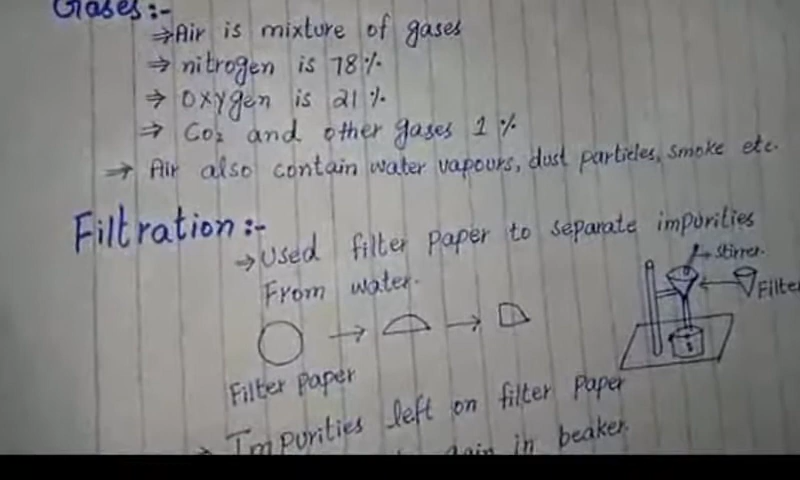 Gases:-
⇒ Air is mixture of gases
⇒ nitrogen is 78%
⇒ Oxygen is 21%
⇒ CO₂ and other gases 1%
⇒ Air also contain water vapours, dust particles, smoke etc.
Filtration:-
→ Used filter paper to separate impurities
From water.
Stirrer
Filter
Filter paper
Impurities left on filter paper
in beaker.